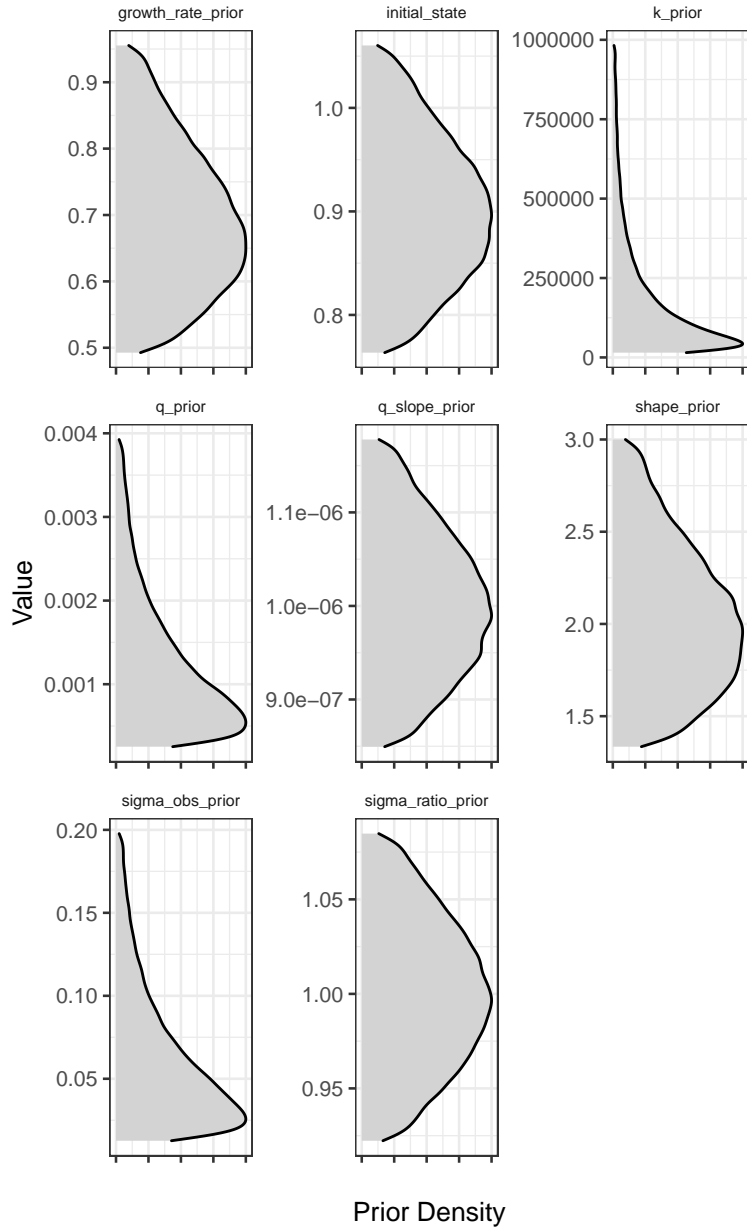 growth_rate_prior
initial_state
k_prior
0.9
0.8
0.7
0.6
0.5
1.0
0.9
0.8
1000000
750000
500000
250000
0
q_prior
q_slope_prior
shape_prior
0.004
0.003
0.002
0.001
1.1e−06
1.0e−06
9.0e−07
3.0
2.5
2.0
1.5
Value
sigma_obs_prior
sigma_ratio_prior
0.20
0.15
0.10
0.05
1.05
1.00
0.95
Prior Density